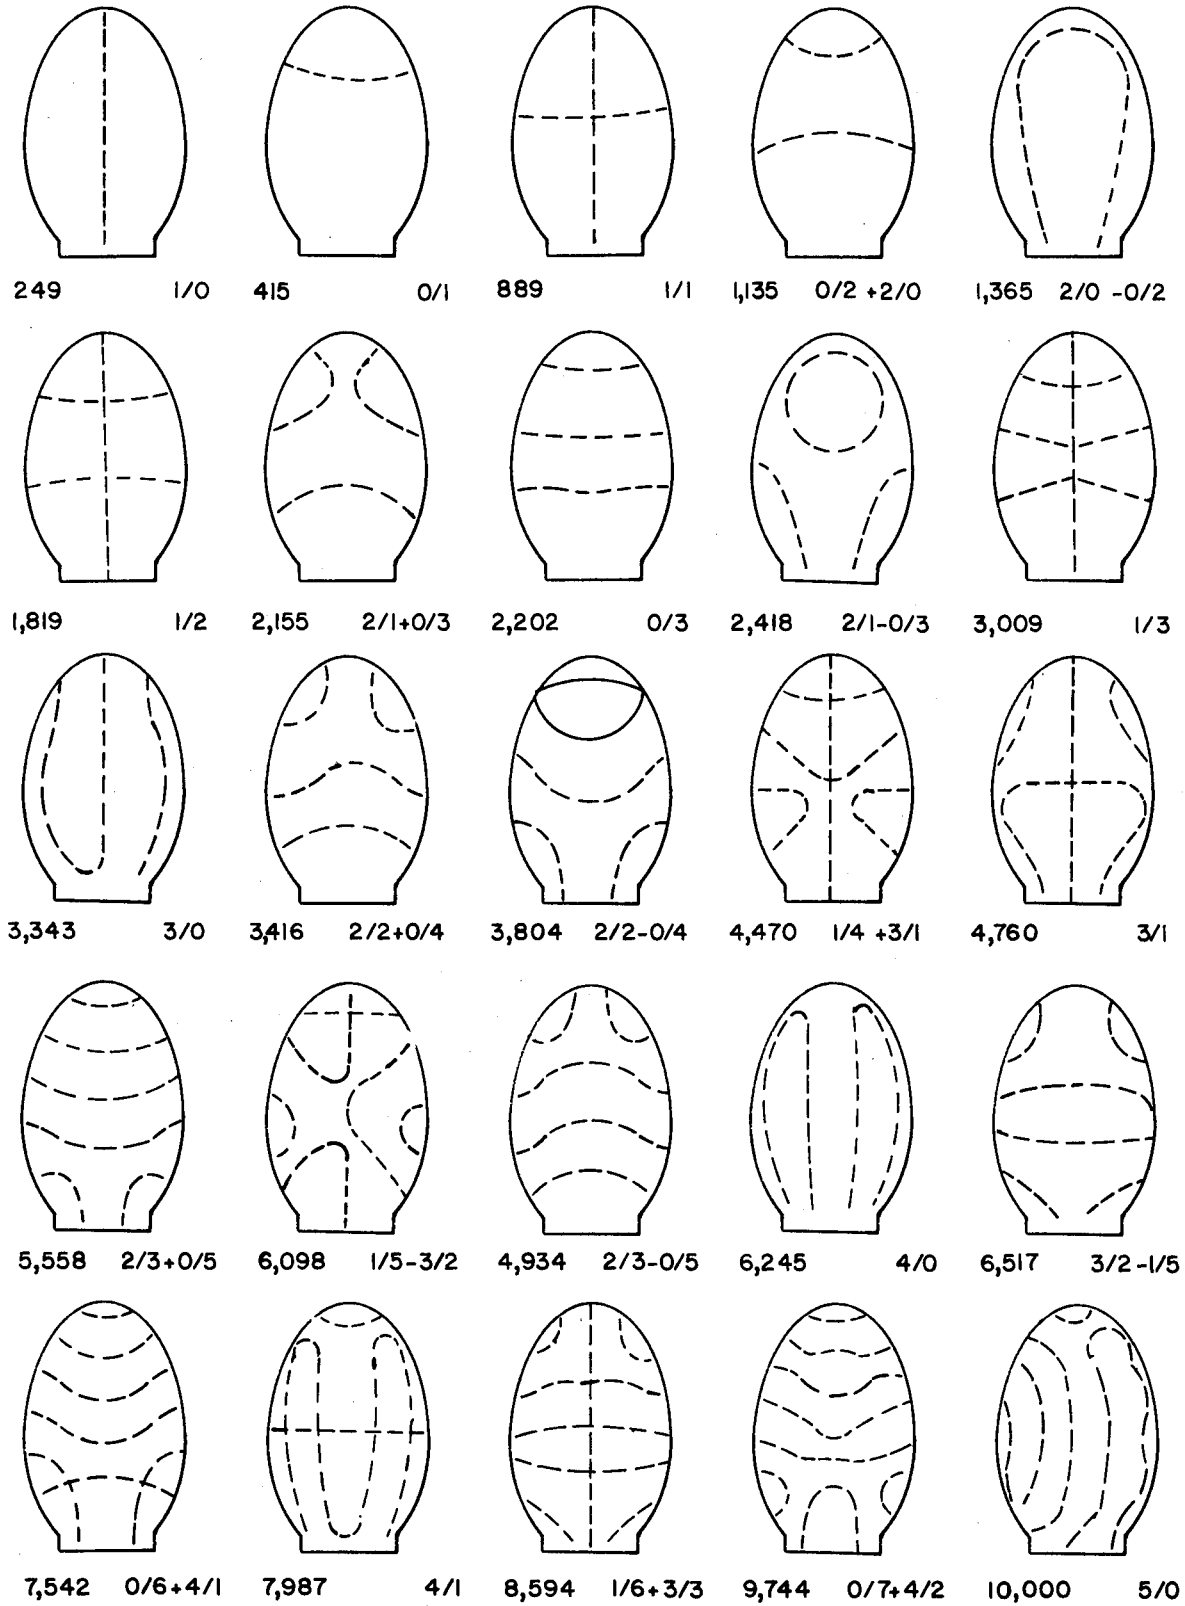 249 1/0 415 0/1 889 1/1 1,135 0/2 +2/0 1,365 2/0 -0/2
1,819 1/2 2,155 2/1+0/3 2,202 0/3 2,418 2/1-0/3 3,009 1/3
3,343 3/0 3,416 2/2+0/4 3,804 2/2-0/4 4,470 1/4 +3/1 4,760 3/1
5,558 2/3+0/5 6,098 1/5-3/2 4,934 2/3-0/5 6,245 4/0 6,517 3/2-1/5
7,542 0/6+4/1 7,987 4/1 8,594 1/6+3/3 9,744 0/7+4/2 10,000 5/0